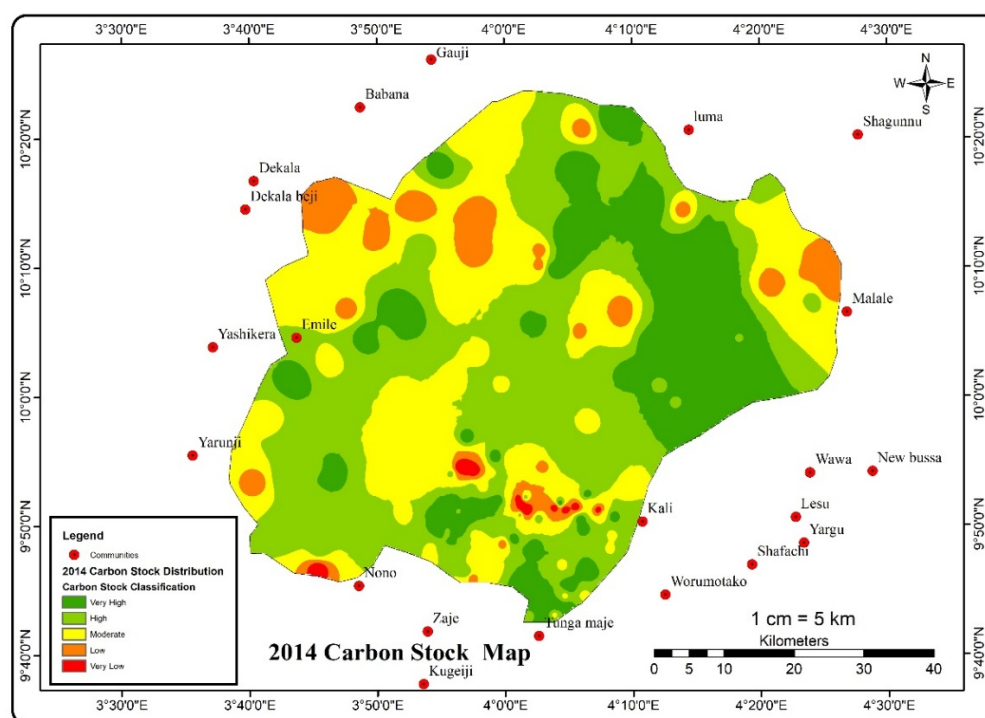 3°30'0"E 3°40'0"E 3°50'0"E 4°0'0"E 4°10'0"E 4°20'0"E 4°30'0"E
Gauji
N
W E
S
Babana
luma
Shagunnu
10°20'0"N
10°20'0"N
Dekala
Dekala beji
10°10'0"N
10°10'0"N
Malale
Emile
Yashikera
10°0'0"N
10°0'0"N
Yarunji
Wawa
New bussa
Kali
Lesu
9°50'0"N
9°50'0"N
Yargu
Shafachi
Nono
Worumotako
Zaje
Tunga maje
Kugeiji
9°40'0"N
9°40'0"N
Legend
Communities
2014 Carbon Stock Distribution
Carbon Stock Classification
Very High
High
Moderate
Low
Very Low
2014 Carbon Stock Map
1 cm = 5 km
Kilometers
0 5 10 20 30 40
3°30'0"E 3°40'0"E 3°50'0"E 4°0'0"E 4°10'0"E 4°20'0"E 4°30'0"E